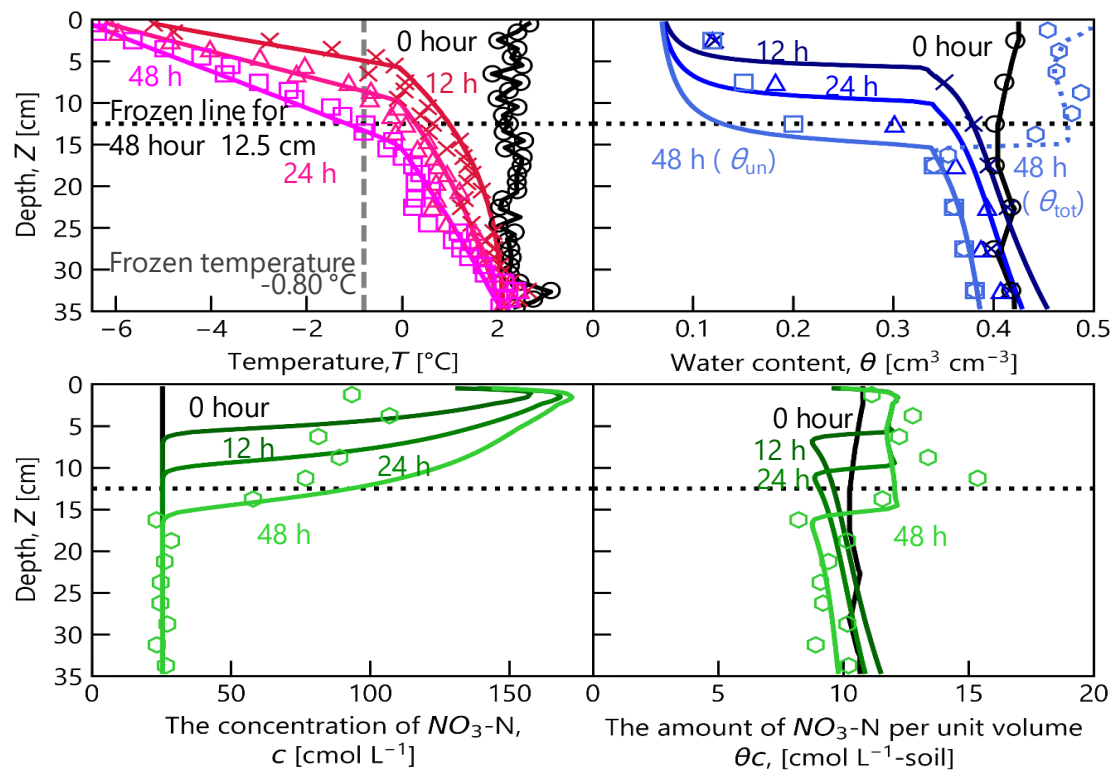 0
5
10
15
20
25
30
35
Depth, Z [cm]
0 hour
12 h
48 h
24 h
Frozen line for
48 hour 12.5 cm
Frozen temperature
-0.80 °C
−6
−4
−2
0
2
Temperature,T [°C]
0 hour
12 h
24 h
48 h ( θun)
48 h
( θtot)
0
0.1
0.2
0.3
0.4
0.5
Water content, θ [cm³ cm⁻³]
0
5
10
15
20
25
30
35
Depth, Z [cm]
0 hour
12 h
24 h
48 h
0
50
100
150
The concentration of NO₃-N,
c [cmol L⁻¹]
0 hour
12 h
24 h
48 h
0
5
10
15
20
The amount of NO₃-N per unit volume
θc, [cmol L⁻¹-soil]